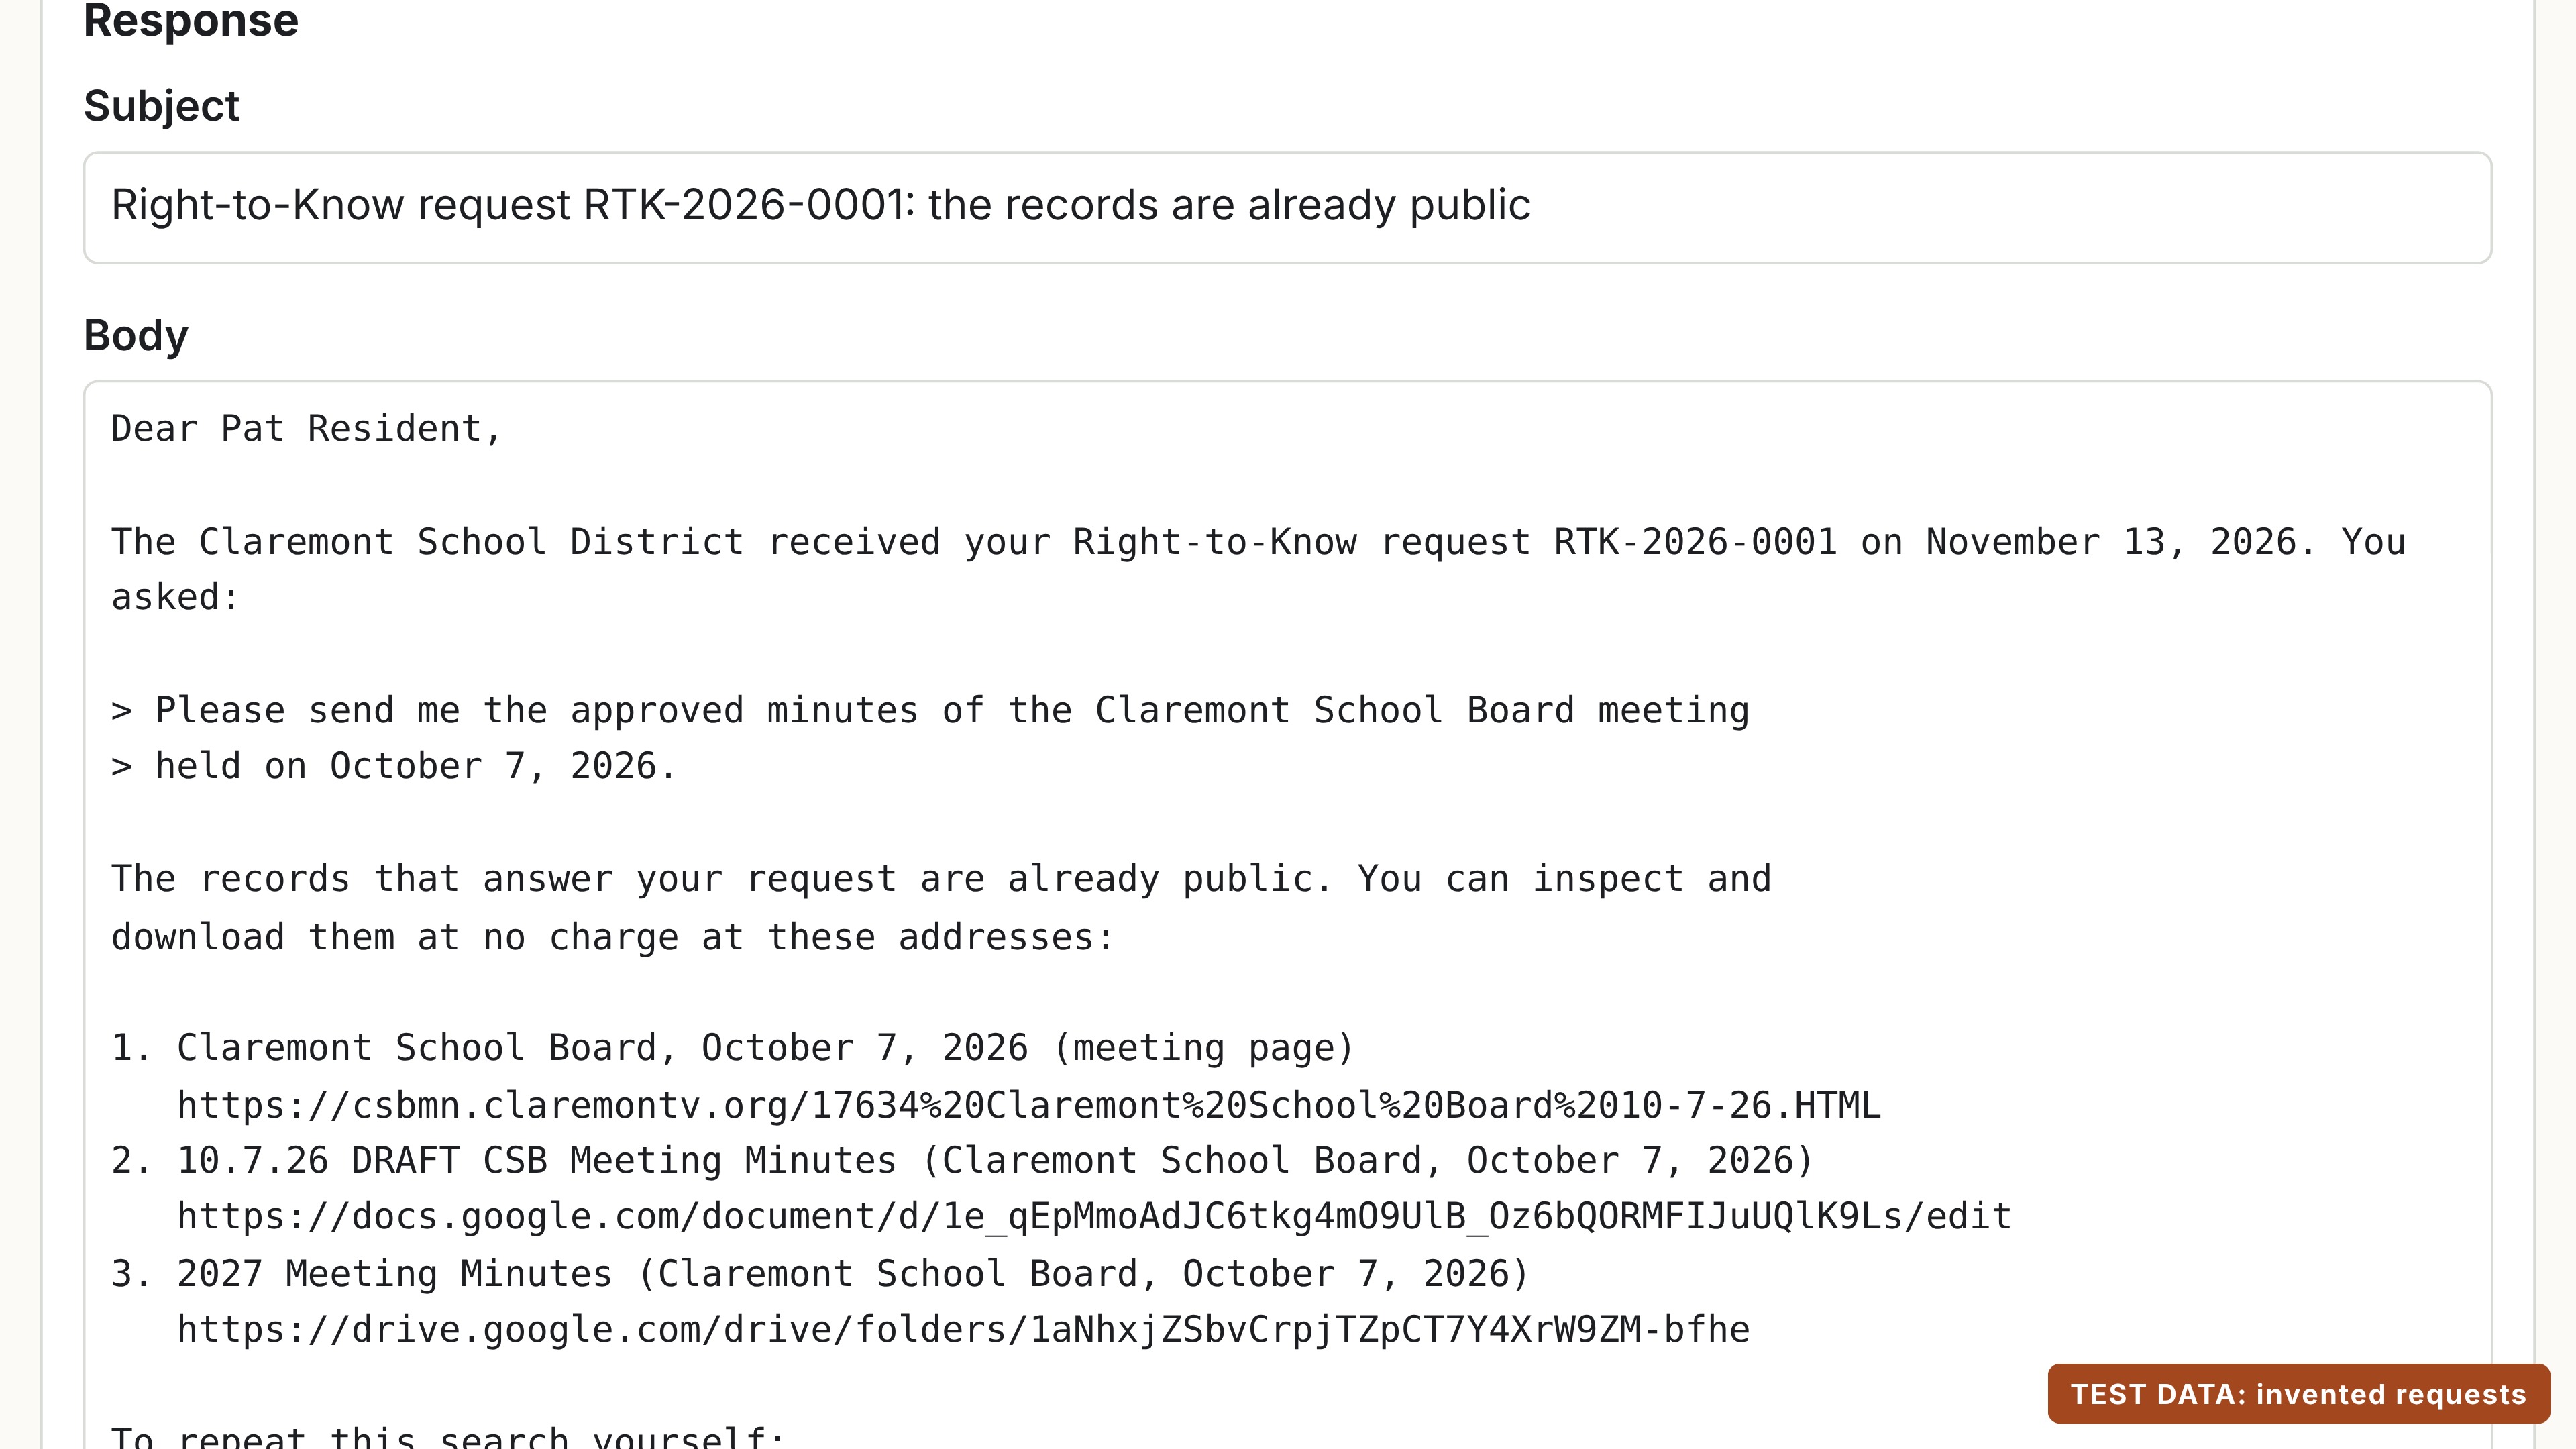 Response
Subject
Right-to-Know request RTK-2026-0001: the records are already public
Body
Dear Pat Resident,
The Claremont School District received your Right-to-Know request RTK-2026-0001 on November 13, 2026. You
asked:
> Please send me the approved minutes of the Claremont School Board meeting
> held on October 7, 2026.
The records that answer your request are already public. You can inspect and
download them at no charge at these addresses:
1. Claremont School Board, October 7, 2026 (meeting page)
https://csbmn.claremontv.org/17634%20Claremont%20School%20Board%2010-7-26.HTML
2. 10.7.26 DRAFT CSB Meeting Minutes (Claremont School Board, October 7, 2026)
https://docs.google.com/document/d/1e_qEpMmoAdJC6tkg4mO9UlB_Oz6bQORMFIJuUQlK9Ls/edit
3. 2027 Meeting Minutes (Claremont School Board, October 7, 2026)
https://drive.google.com/drive/folders/1aNhxjZSbvCrpjTZpCT7Y4XrW9ZM-bfhe
TEST DATA: invented requests
To repeat this search yourself: